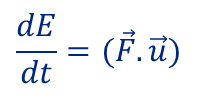 dE/dt = (F⃗.u⃗)